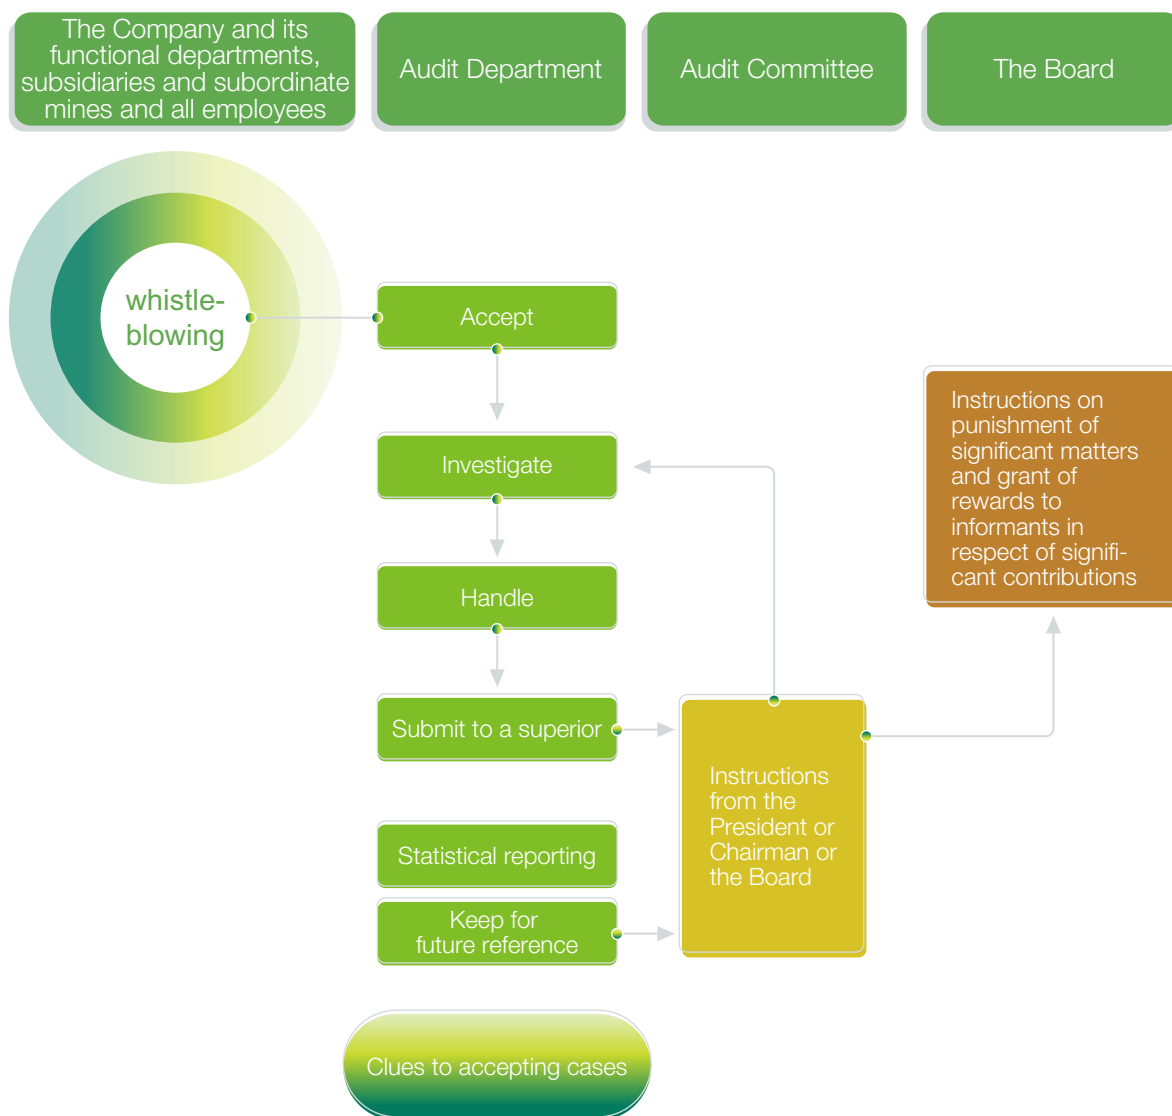 The Company and its
functional departments,
subsidiaries and subordinate
mines and all employees
Audit Department
Audit Committee
The Board
whistle-
blowing
Accept
Investigate
Handle
Submit to a superior
Statistical reporting
Keep for
future reference
Instructions
from the
President or
Chairman or
the Board
Instructions on
punishment of
significant matters
and grant of
rewards to
informants in
respect of signifi-
cant contributions
Clues to accepting cases